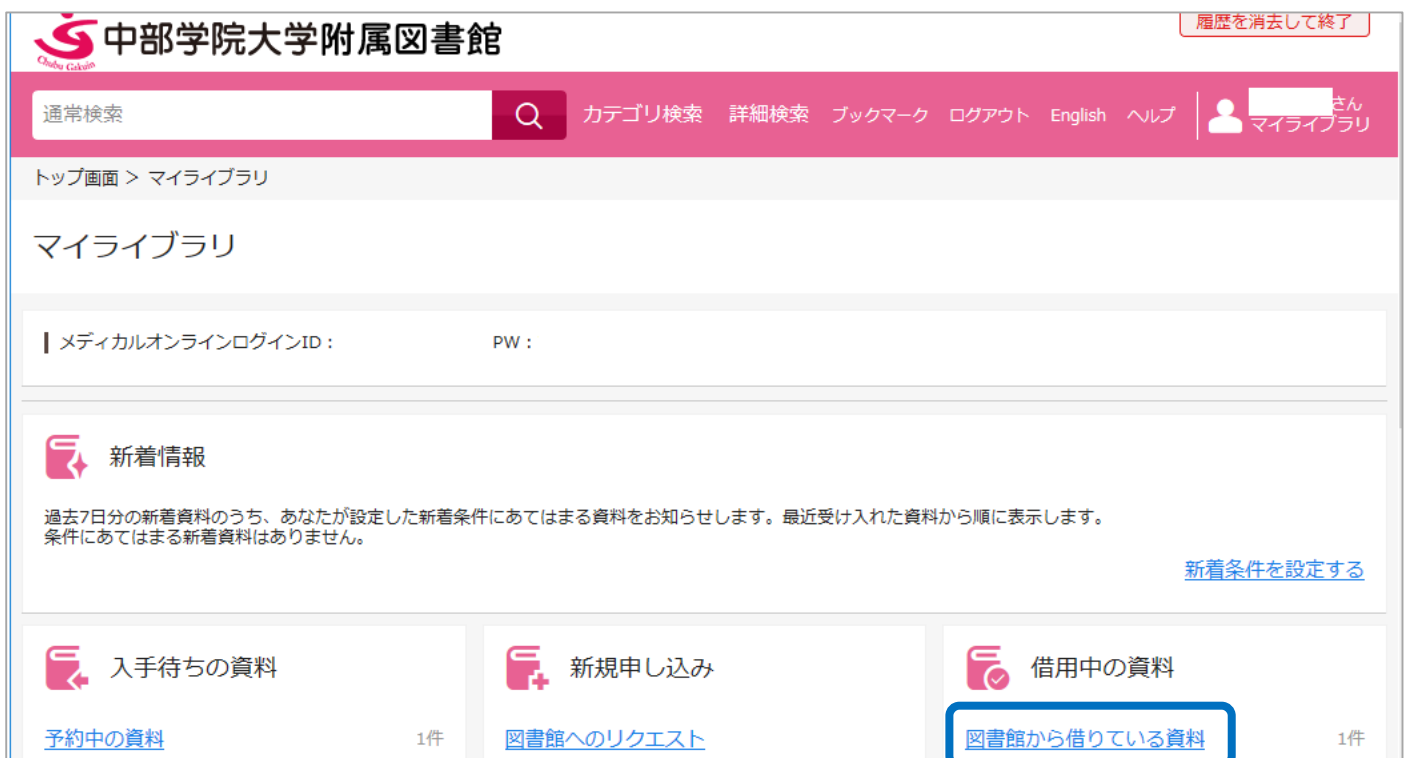 中部学院大学附属図書館
Chubu Gakuin
履歴を消去して終了
通常検索
カテゴリ検索 詳細検索 ブックマーク ログアウト English ヘルプ
さん
マイライブラリ
トップ画面 > マイライブラリ
マイライブラリ
メディカルオンラインログインID： PW：
新着情報
過去7日分の新着資料のうち、あなたが設定した新着条件にあてはまる資料をお知らせします。最近受け入れた資料から順に表示します。
条件にあてはまる新着資料はありません。
新着条件を設定する
入手待ちの資料
予約中の資料 1件
新規申し込み
図書館へのリクエスト
借用中の資料
図書館から借りている資料 1件